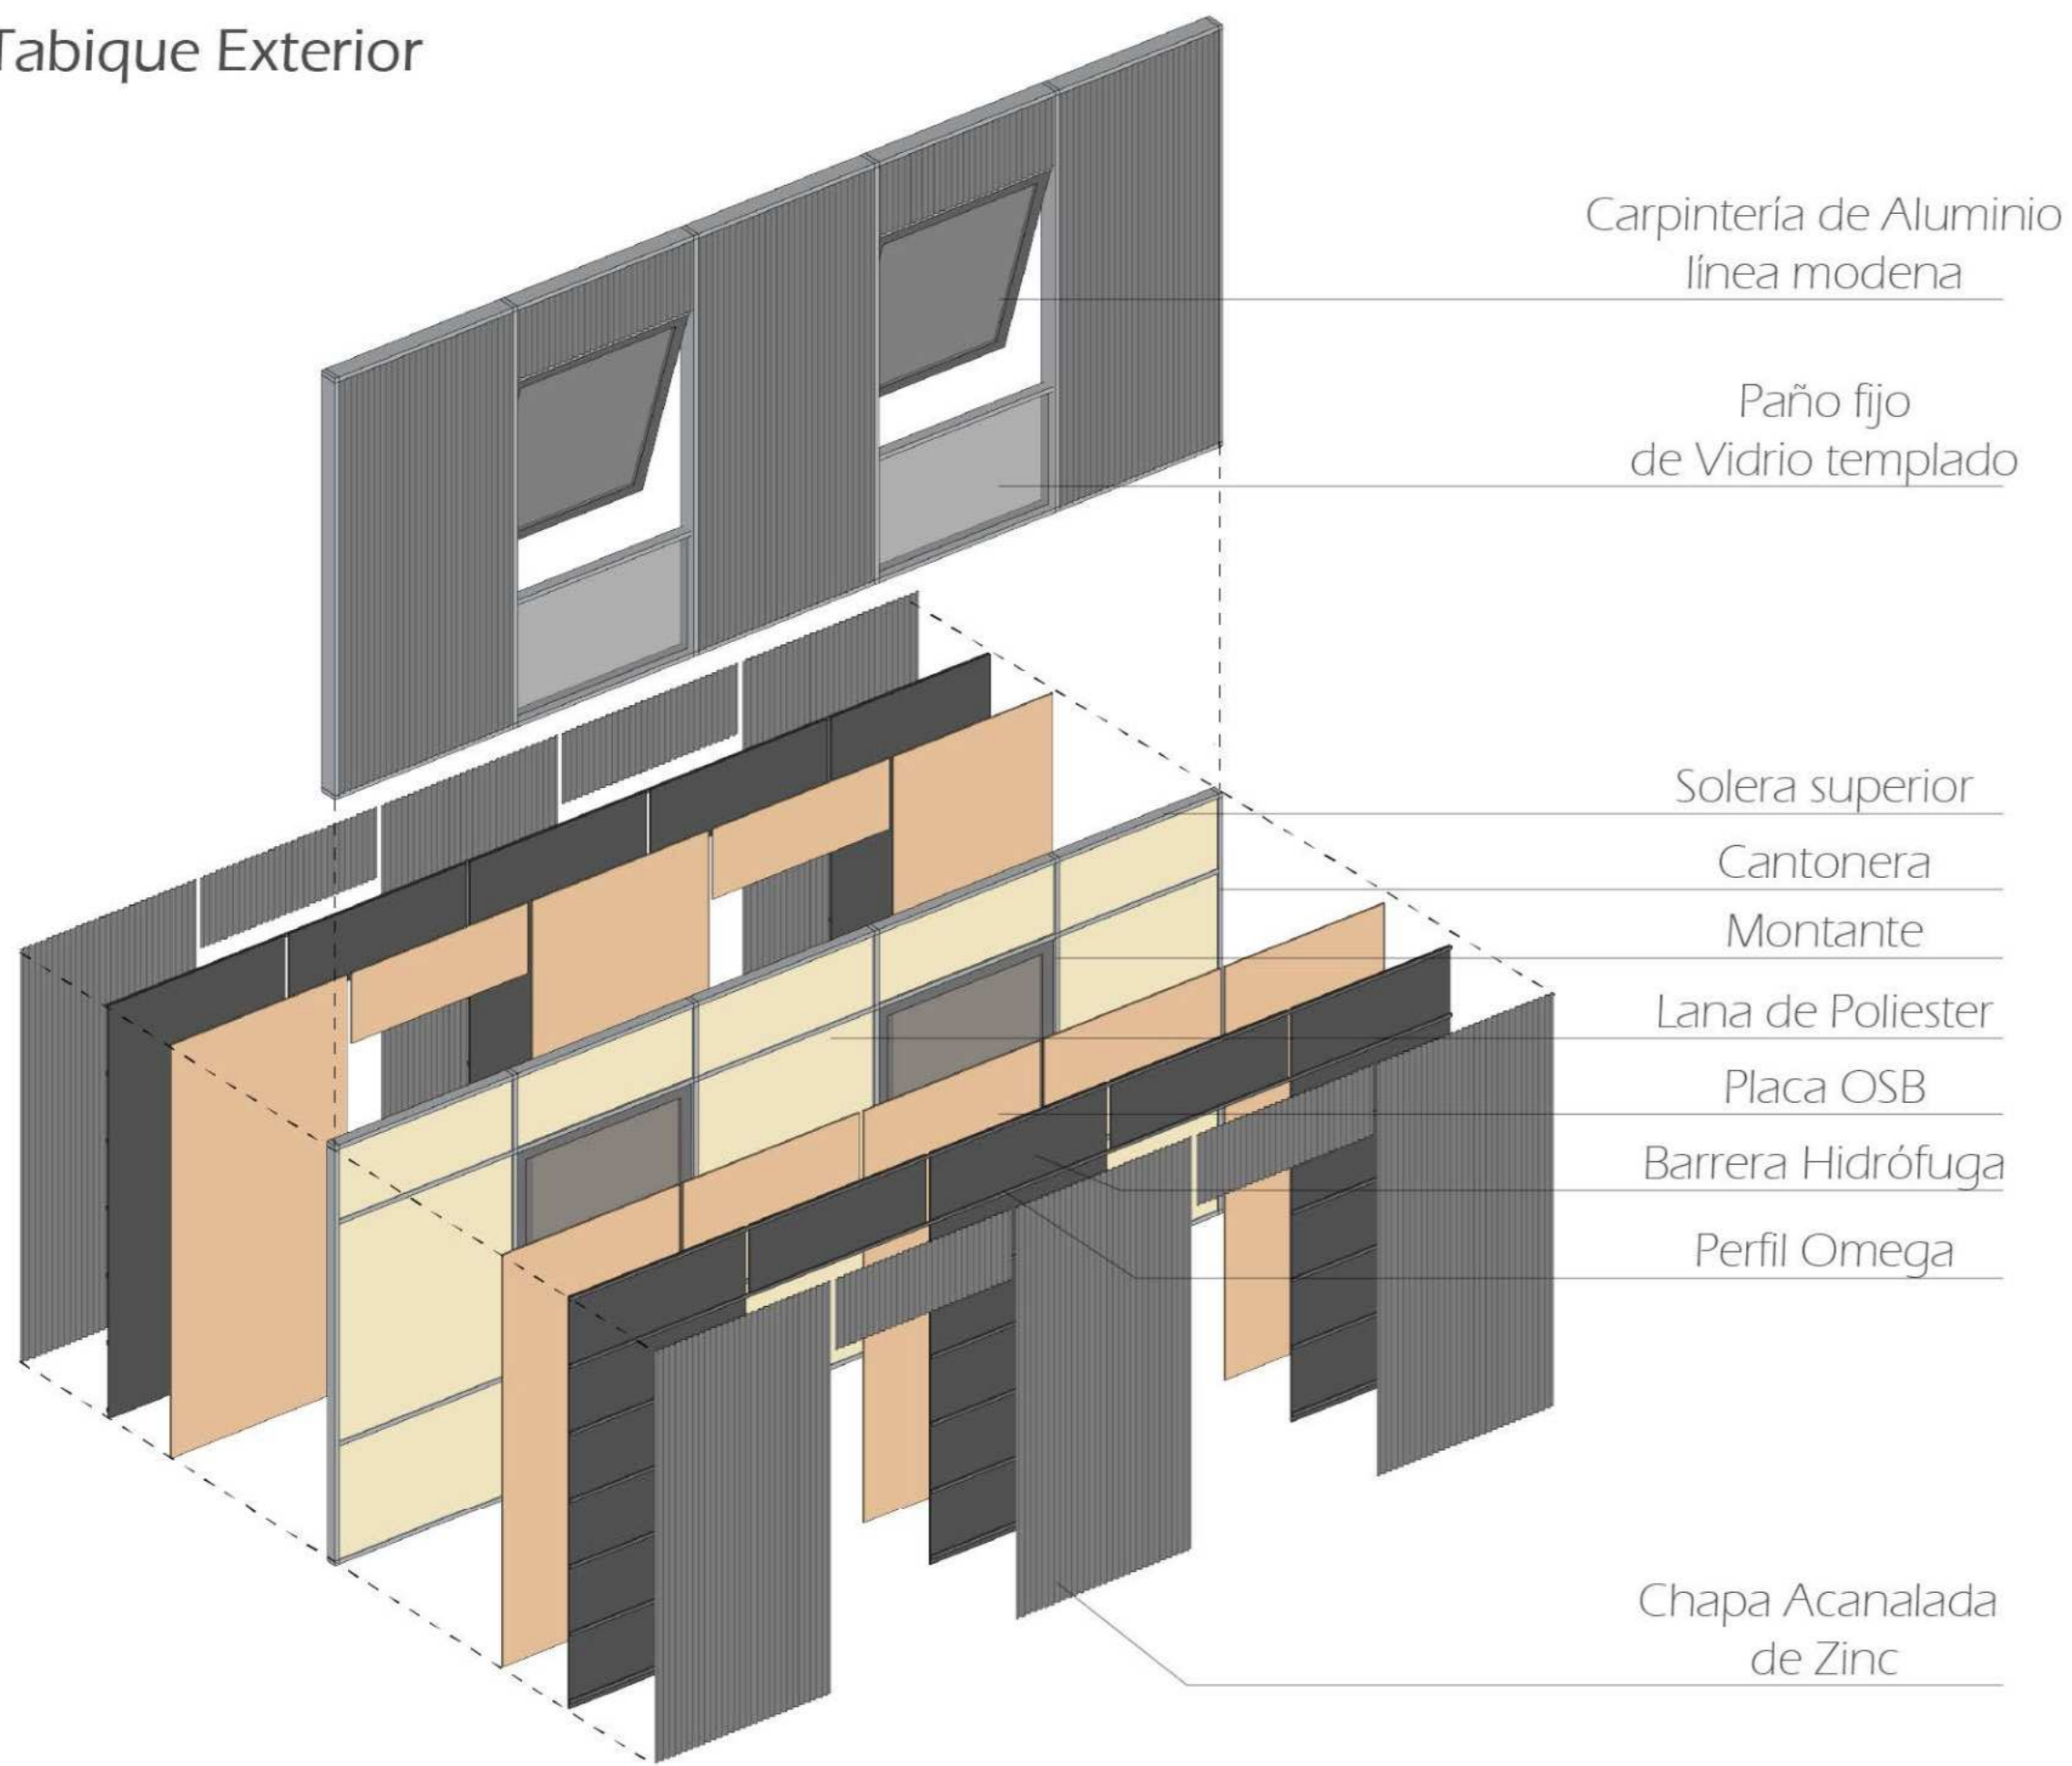 Tabique Exterior
Carpintería de Aluminio
línea modena
Paño fijo
de Vidrio templado
Solera superior
Cantonera
Montante
Lana de Poliester
Placa OSB
Barrera Hidrófuga
Perfil Omega
Chapa Acanalada
de Zinc